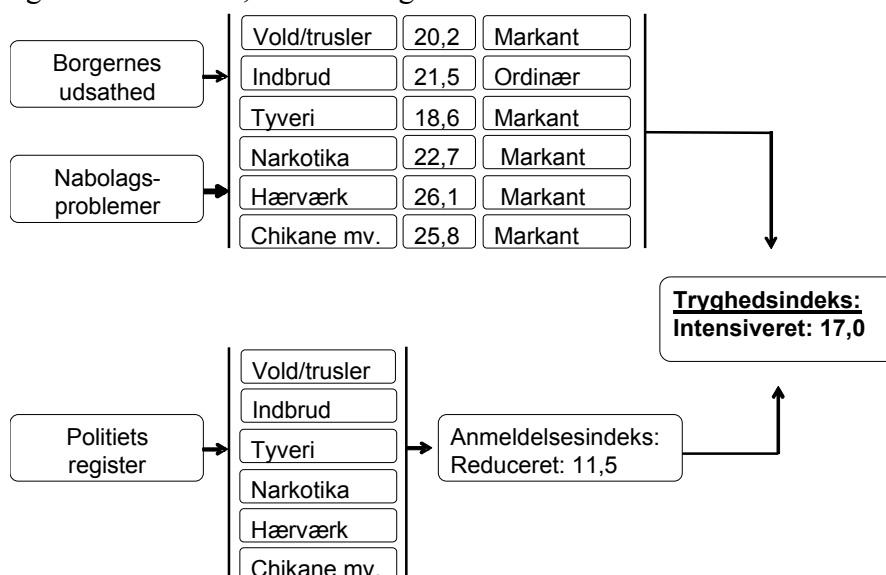 Borgernes
udsathed
Nabolags-
problemer
Vold/trusler 20,2 Markant
Indbrud 21,5 Ordinær
Tyveri 18,6 Markant
Narkotika 22,7 Markant
Hærværk 26,1 Markant
Chikane mv. 25,8 Markant
Tryghedsindeks:
Intensiveret: 17,0
Politiets
register
Vold/trusler
Indbrud
Tyveri
Narkotika
Hærværk
Chikane mv.
Anmeldelsesindeks:
Reduceret: 11,5